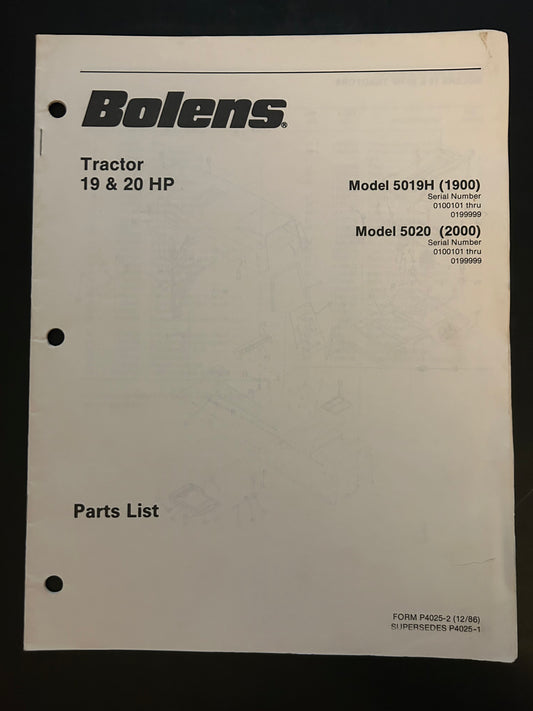 Bolens®
Tractor
19 & 20 HP
Model 5019H (1900)
Serial Number
0100101 thru
0199999
Model 5020 (2000)
Serial Number
0100101 thru
0199999
Parts List
FORM P4025-2 (12/86)
SUPERSEDES P4025-1